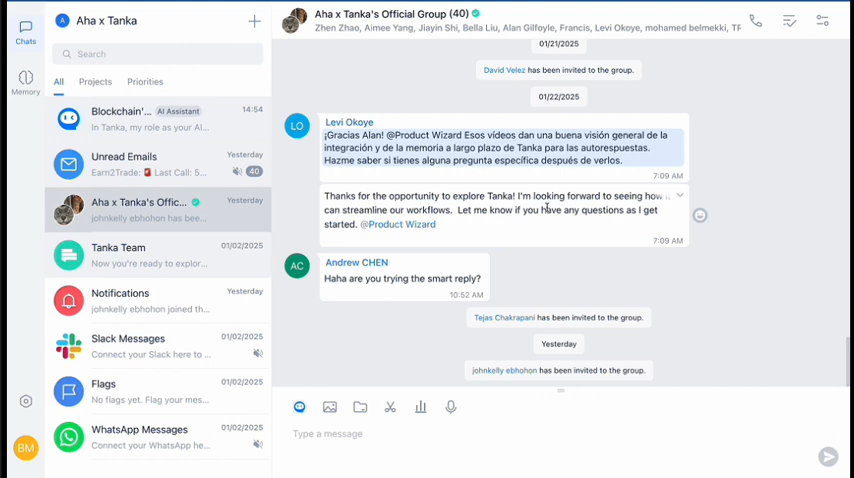 Aha x Tanka
Search
All Projects Priorities
Chats
Memory
Blockchain'... AI Assistant 14:54
In Tanka, my role as your AI...
Unread Emails Yesterday
Earn2Trade: 🚨 Last Call: 5... 40
Aha x Tanka's Offic... Yesterday
johnkelly ebhohon has bee...
Tanka Team 01/02/2025
Now you're ready to explor...
Notifications Yesterday
johnkelly ebhohon joined th...
Slack Messages 01/02/2025
Connect your Slack here to ...
Flags 01/02/2025
No flags yet. Flag your mes...
WhatsApp Messages 01/02/2025
Connect your WhatsApp he...
BM
Aha x Tanka's Official Group (40)
Zhen Zhao, Aimee Yang, Jiayin Shi, Bella Liu, Alan Gilfoyle, Francis, Levi Okoye, mohamed belmekki, TF
01/21/2025
David Velez has been invited to the group.
01/22/2025
LO
Levi Okoye
¡Gracias Alan! @Product Wizard Esos vídeos dan una buena visión general de la
integración y de la memoria a largo plazo de Tanka para las autorespuestas.
Hazme saber si tienes alguna pregunta específica después de verlos.
7:09 AM
Thanks for the opportunity to explore Tanka! I'm looking forward to seeing how
can streamline our workflows. Let me know if you have any questions as I get
started. @Product Wizard
7:09 AM
AC
Andrew CHEN
Haha are you trying the smart reply?
10:52 AM
Tejas Chakrapani has been invited to the group.
Yesterday
johnkelly ebhohon has been invited to the group.
Type a message